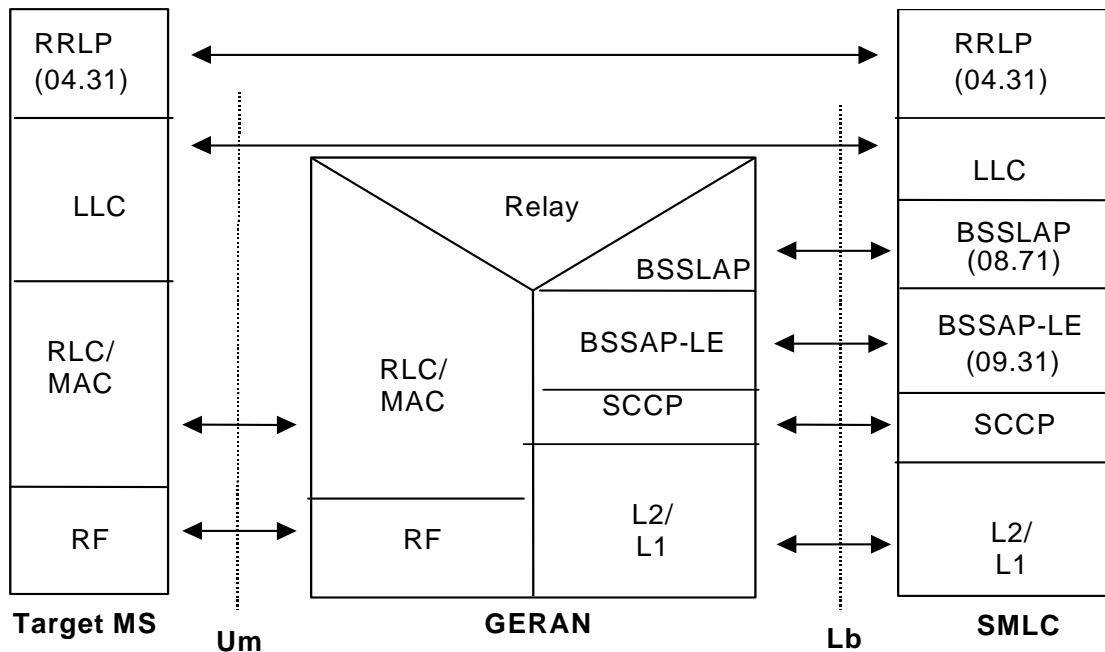 RRLP
(04.31)
LLC
RLC/
MAC
RF
Target MS
Um
Relay
BSSLAP
RLC/
MAC
BSSAP-LE
SCCP
RF
L2/
L1
GERAN
Lb
RRLP
(04.31)
LLC
BSSLAP
(08.71)
BSSAP-LE
(09.31)
SCCP
L2/
L1
SMLC